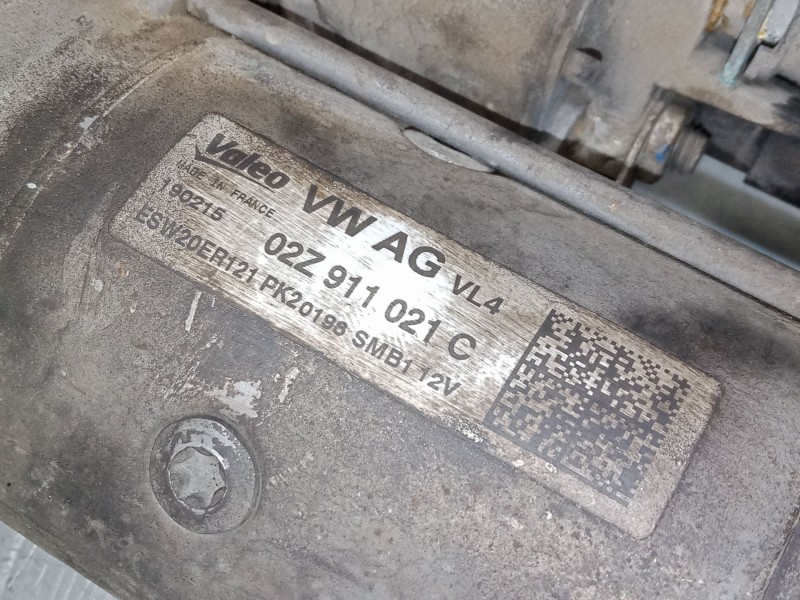 Valeo VW AG VL4
MADE IN FRANCE
190215 02Z 911 021 C
ESW20ER121 PK20196 SMB1 12V